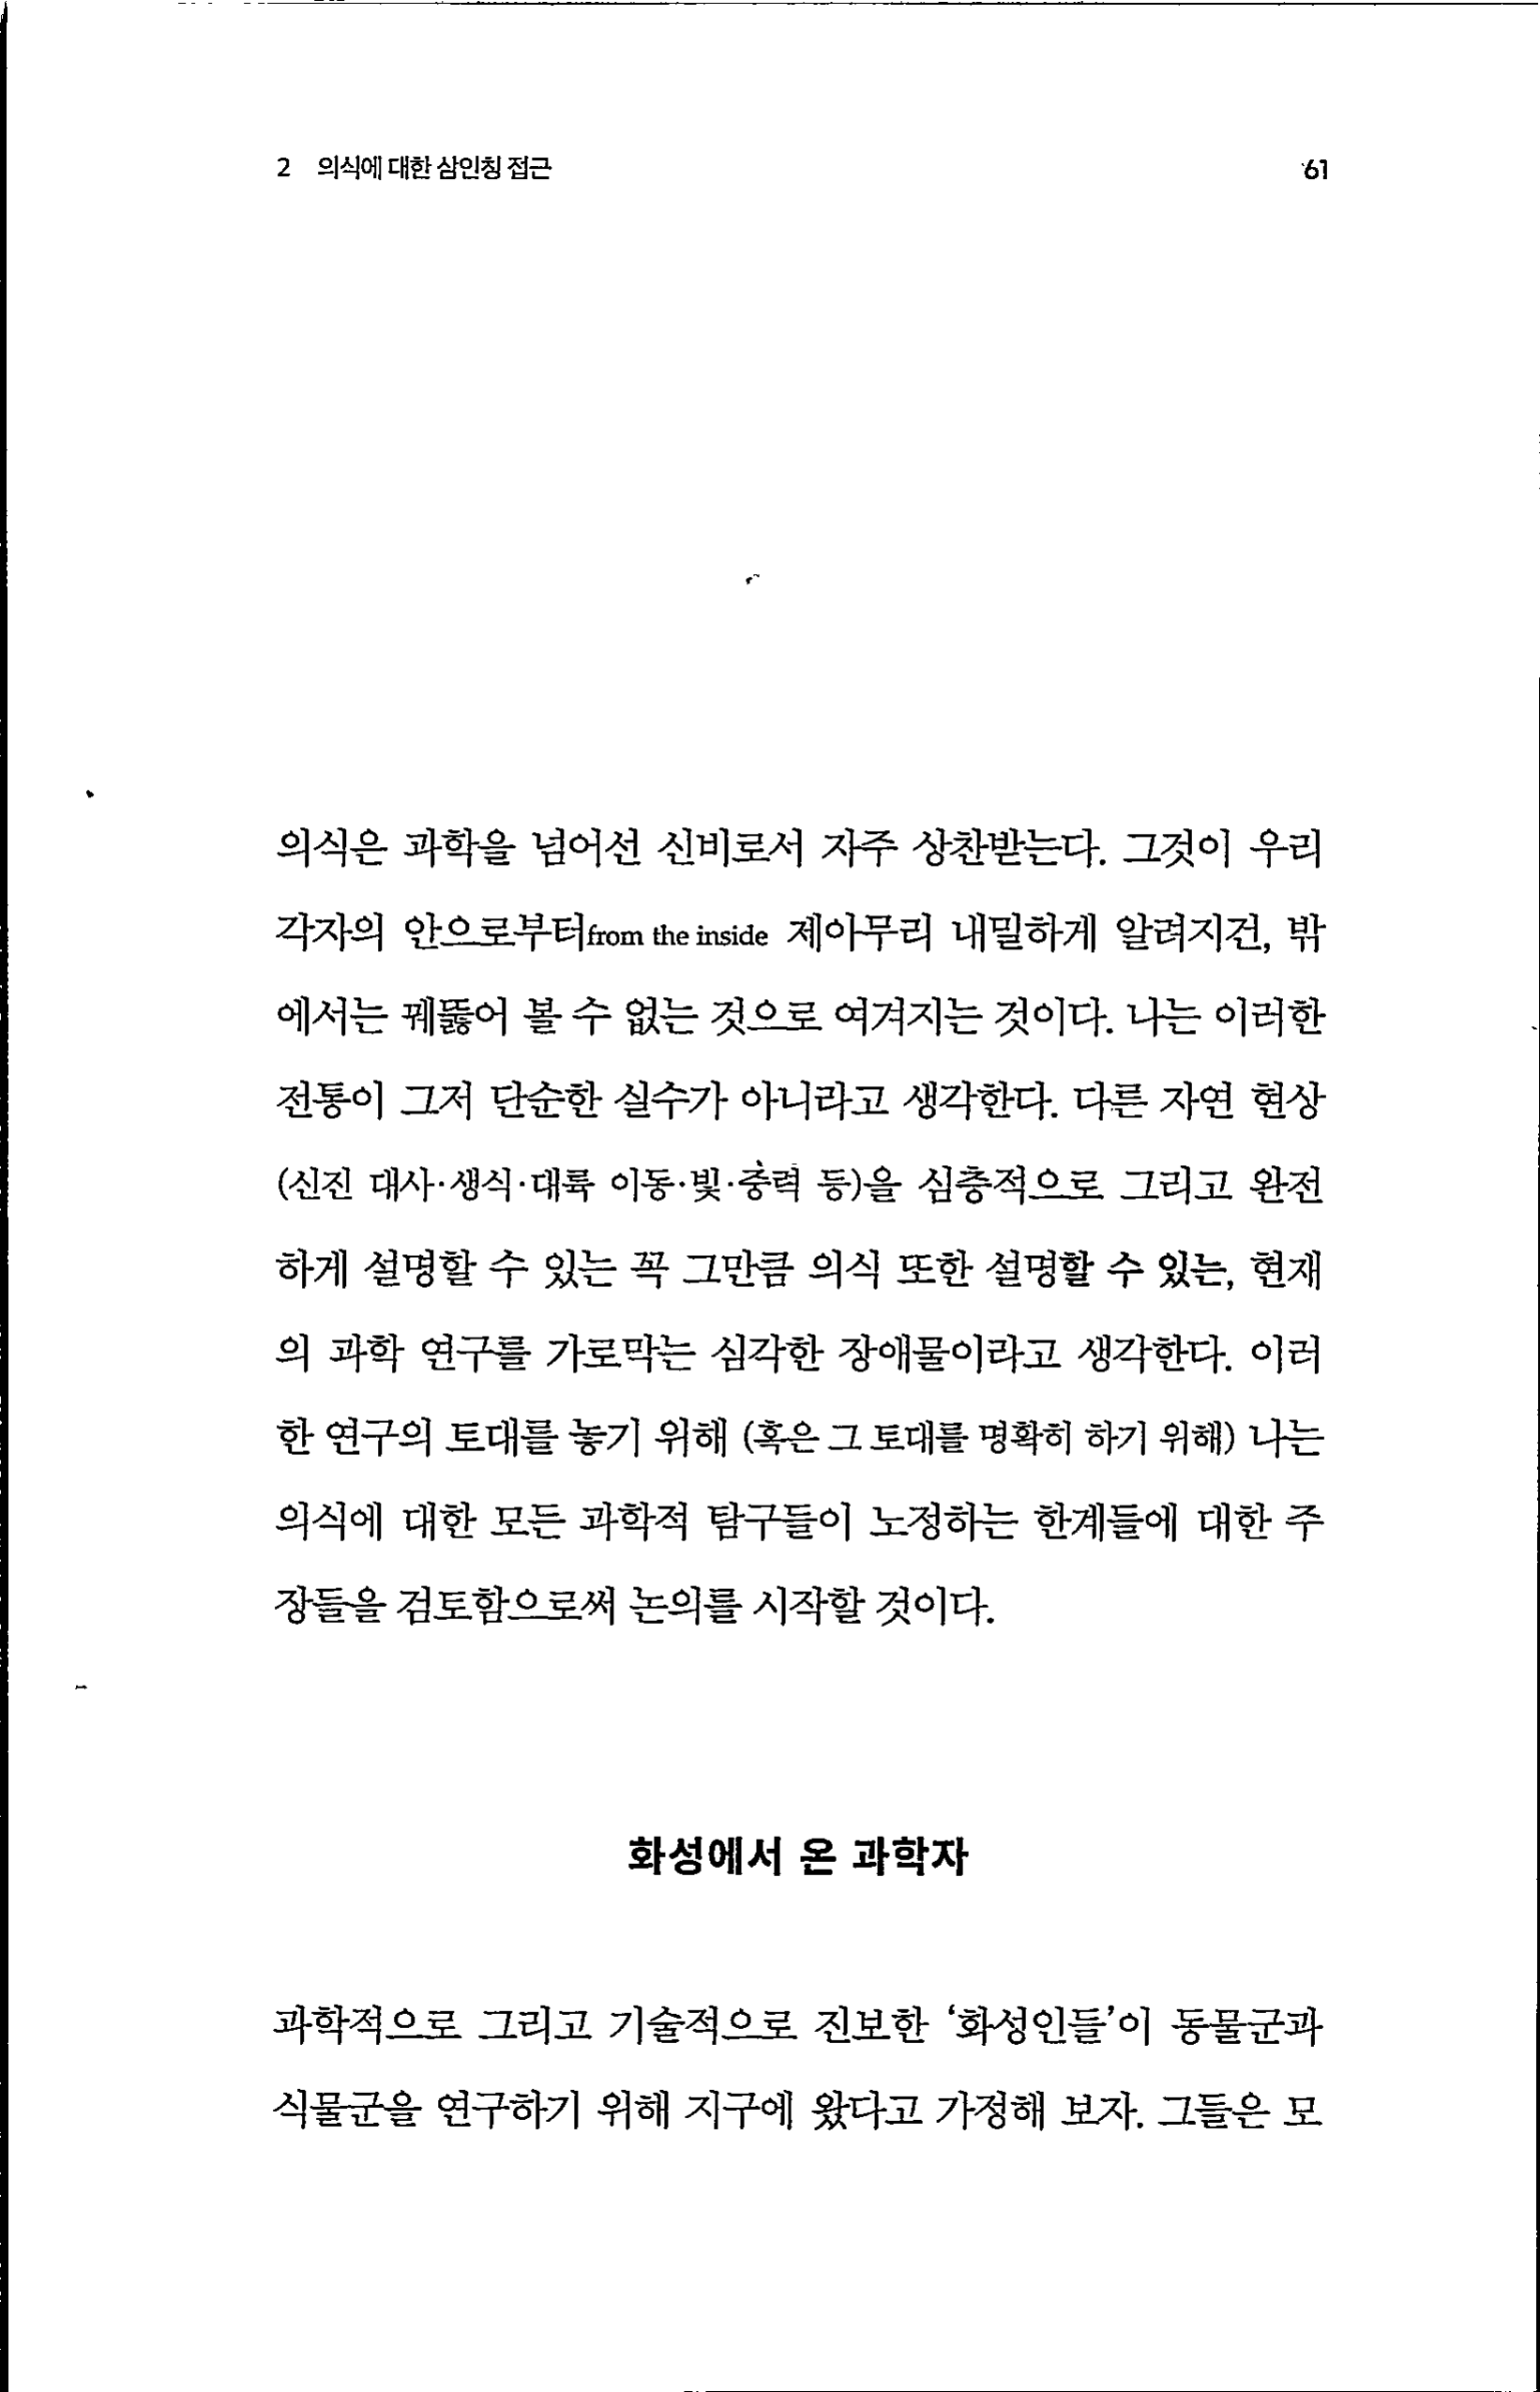 2 의식에 대한 삼인칭 접근 61
의식은 과학을 넘어선 신비로서 자주 상찬받는다. 그것이 우리
각자의 안으로부터from the inside 제아무리 내밀하게 알려지건, 밖
에서는 꿰뚫어 볼 수 없는 것으로 여겨지는 것이다. 나는 이러한
전통이 그저 단순한 실수가 아니라고 생각한다. 다른 자연 현상
(신진 대사·생식·대륙 이동·빛·중력 등)을 심층적으로 그리고 완전
하게 설명할 수 있는 꼭 그만큼 의식 또한 설명할 수 있는, 현재
의 과학 연구를 가로막는 심각한 장애물이라고 생각한다. 이러
한 연구의 토대를 놓기 위해 (혹은 그 토대를 명확히 하기 위해) 나는
의식에 대한 모든 과학적 탐구들이 노정하는 한계들에 대한 주
장들을 검토함으로써 논의를 시작할 것이다.
화성에서 온 과학자
과학적으로 그리고 기술적으로 진보한 ‘화성인들’이 동물군과
식물군을 연구하기 위해 지구에 왔다고 가정해 보자. 그들은 모